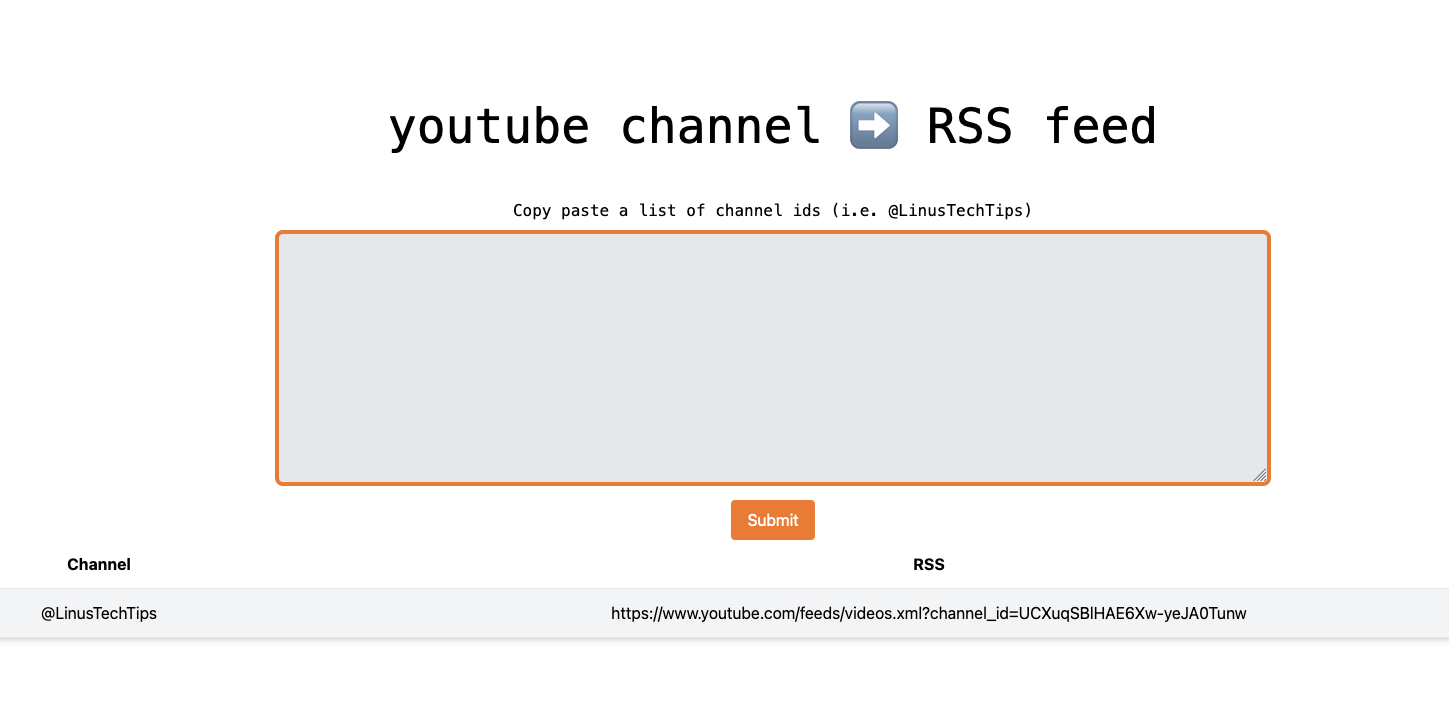 youtube channel ➡️ RSS feed
Copy paste a list of channel ids (i.e. @LinusTechTips)
Submit
Channel RSS
@LinusTechTips https://www.youtube.com/feeds/videos.xml?channel_id=UCXuqSBlHAE6Xw-yeJA0Tunw